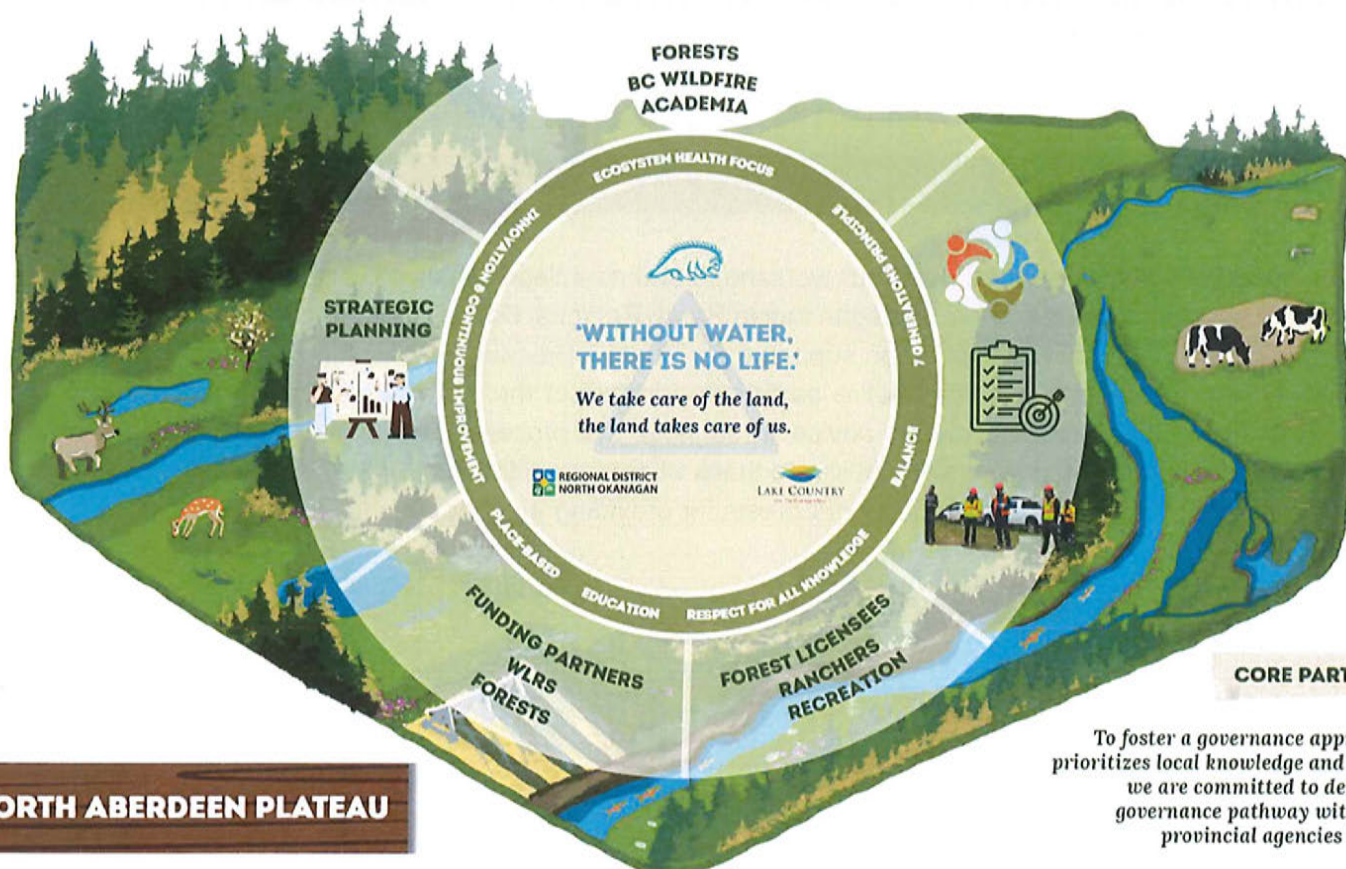 FORESTS
BC WILDFIRE
ACADEMIA
ECOSYSTEN HEALTH FOCUS
7 GENERATIONS PRINCIPLE
BALANCE
RESPECT FOR ALL KNOWLEDGE
EDUCATION
PLACE-BASED
INNOVATION & CONTINUOUS IMPROVEMENT
STRATEGIC
PLANNING
'WITHOUT WATER,
THERE IS NO LIFE.'
We take care of the land,
the land takes care of us.
REGIONAL DISTRICT
NORTH OKANAGAN
LAKE COUNTRY
FUNDING PARTNERS
WLRS
FORESTS
FOREST LICENSEES
RANCHERS
RECREATION
ORTH ABERDEEN PLATEAU
CORE PART
To foster a governance app
prioritizes local knowledge and
we are committed to de
governance pathway wit
provincial agencies